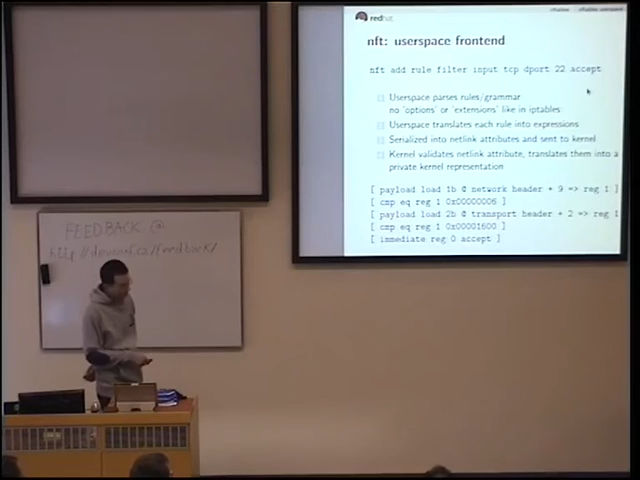 redhat
nft: userspace frontend
nft add rule filter input tcp dport 22 accept
Userspace parses rules/grammar
no 'options' or 'extensions' like in iptables
Userspace translates each rule into expressions
Serialized into netlink attributes and sent to kernel
Kernel validates netlink attribute, translates them into a
private kernel representation
[ payload load 1b @ network header + 9 => reg 1 ]
[ cmp eq reg 1 0x00000006 ]
[ payload load 2b @ transport header + 2 => reg 1
[ cmp eq reg 1 0x00001600 ]
[ immediate reg 0 accept ]
FEEDBACK @
http://devconf.cz/feedback/